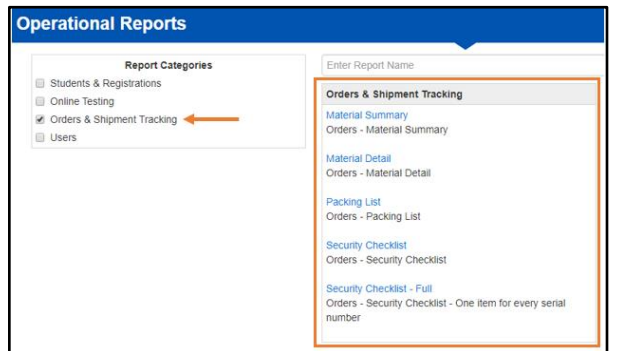 Operational Reports
Report Categories
Students & Registrations
Online Testing
Orders & Shipment Tracking
Users
Enter Report Name
Orders & Shipment Tracking
Material Summary
Orders - Material Summary
Material Detail
Orders - Material Detail
Packing List
Orders - Packing List
Security Checklist
Orders - Security Checklist
Security Checklist - Full
Orders - Security Checklist - One item for every serial
number